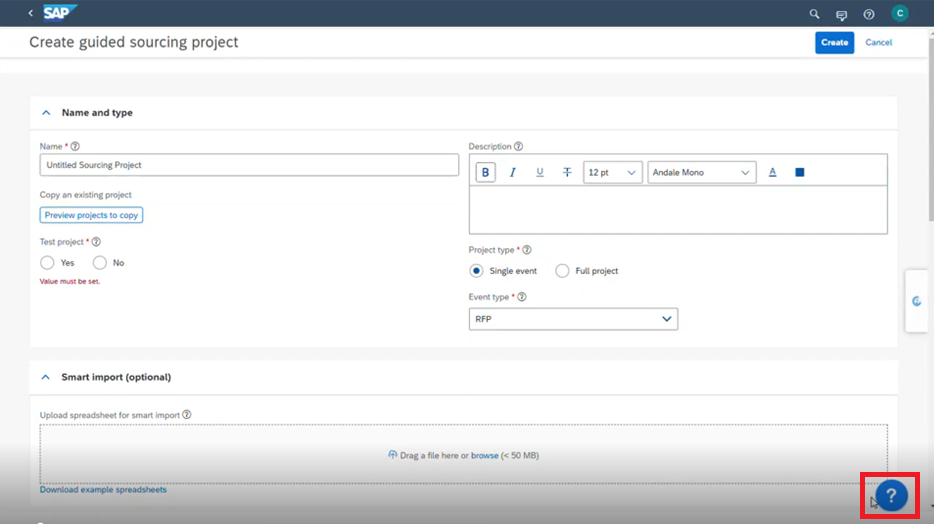 SAP
C
Create guided sourcing project
Create
Cancel
Name and type
Name *
Untitled Sourcing Project
Copy an existing project
Preview projects to copy
Test project *
Yes
No
Value must be set.
Description
B I U T 12 pt Andale Mono A
Project type *
Single event
Full project
Event type *
RFP
Smart import (optional)
Upload spreadsheet for smart import
Drag a file here or browse (< 50 MB)
Download example spreadsheets
?